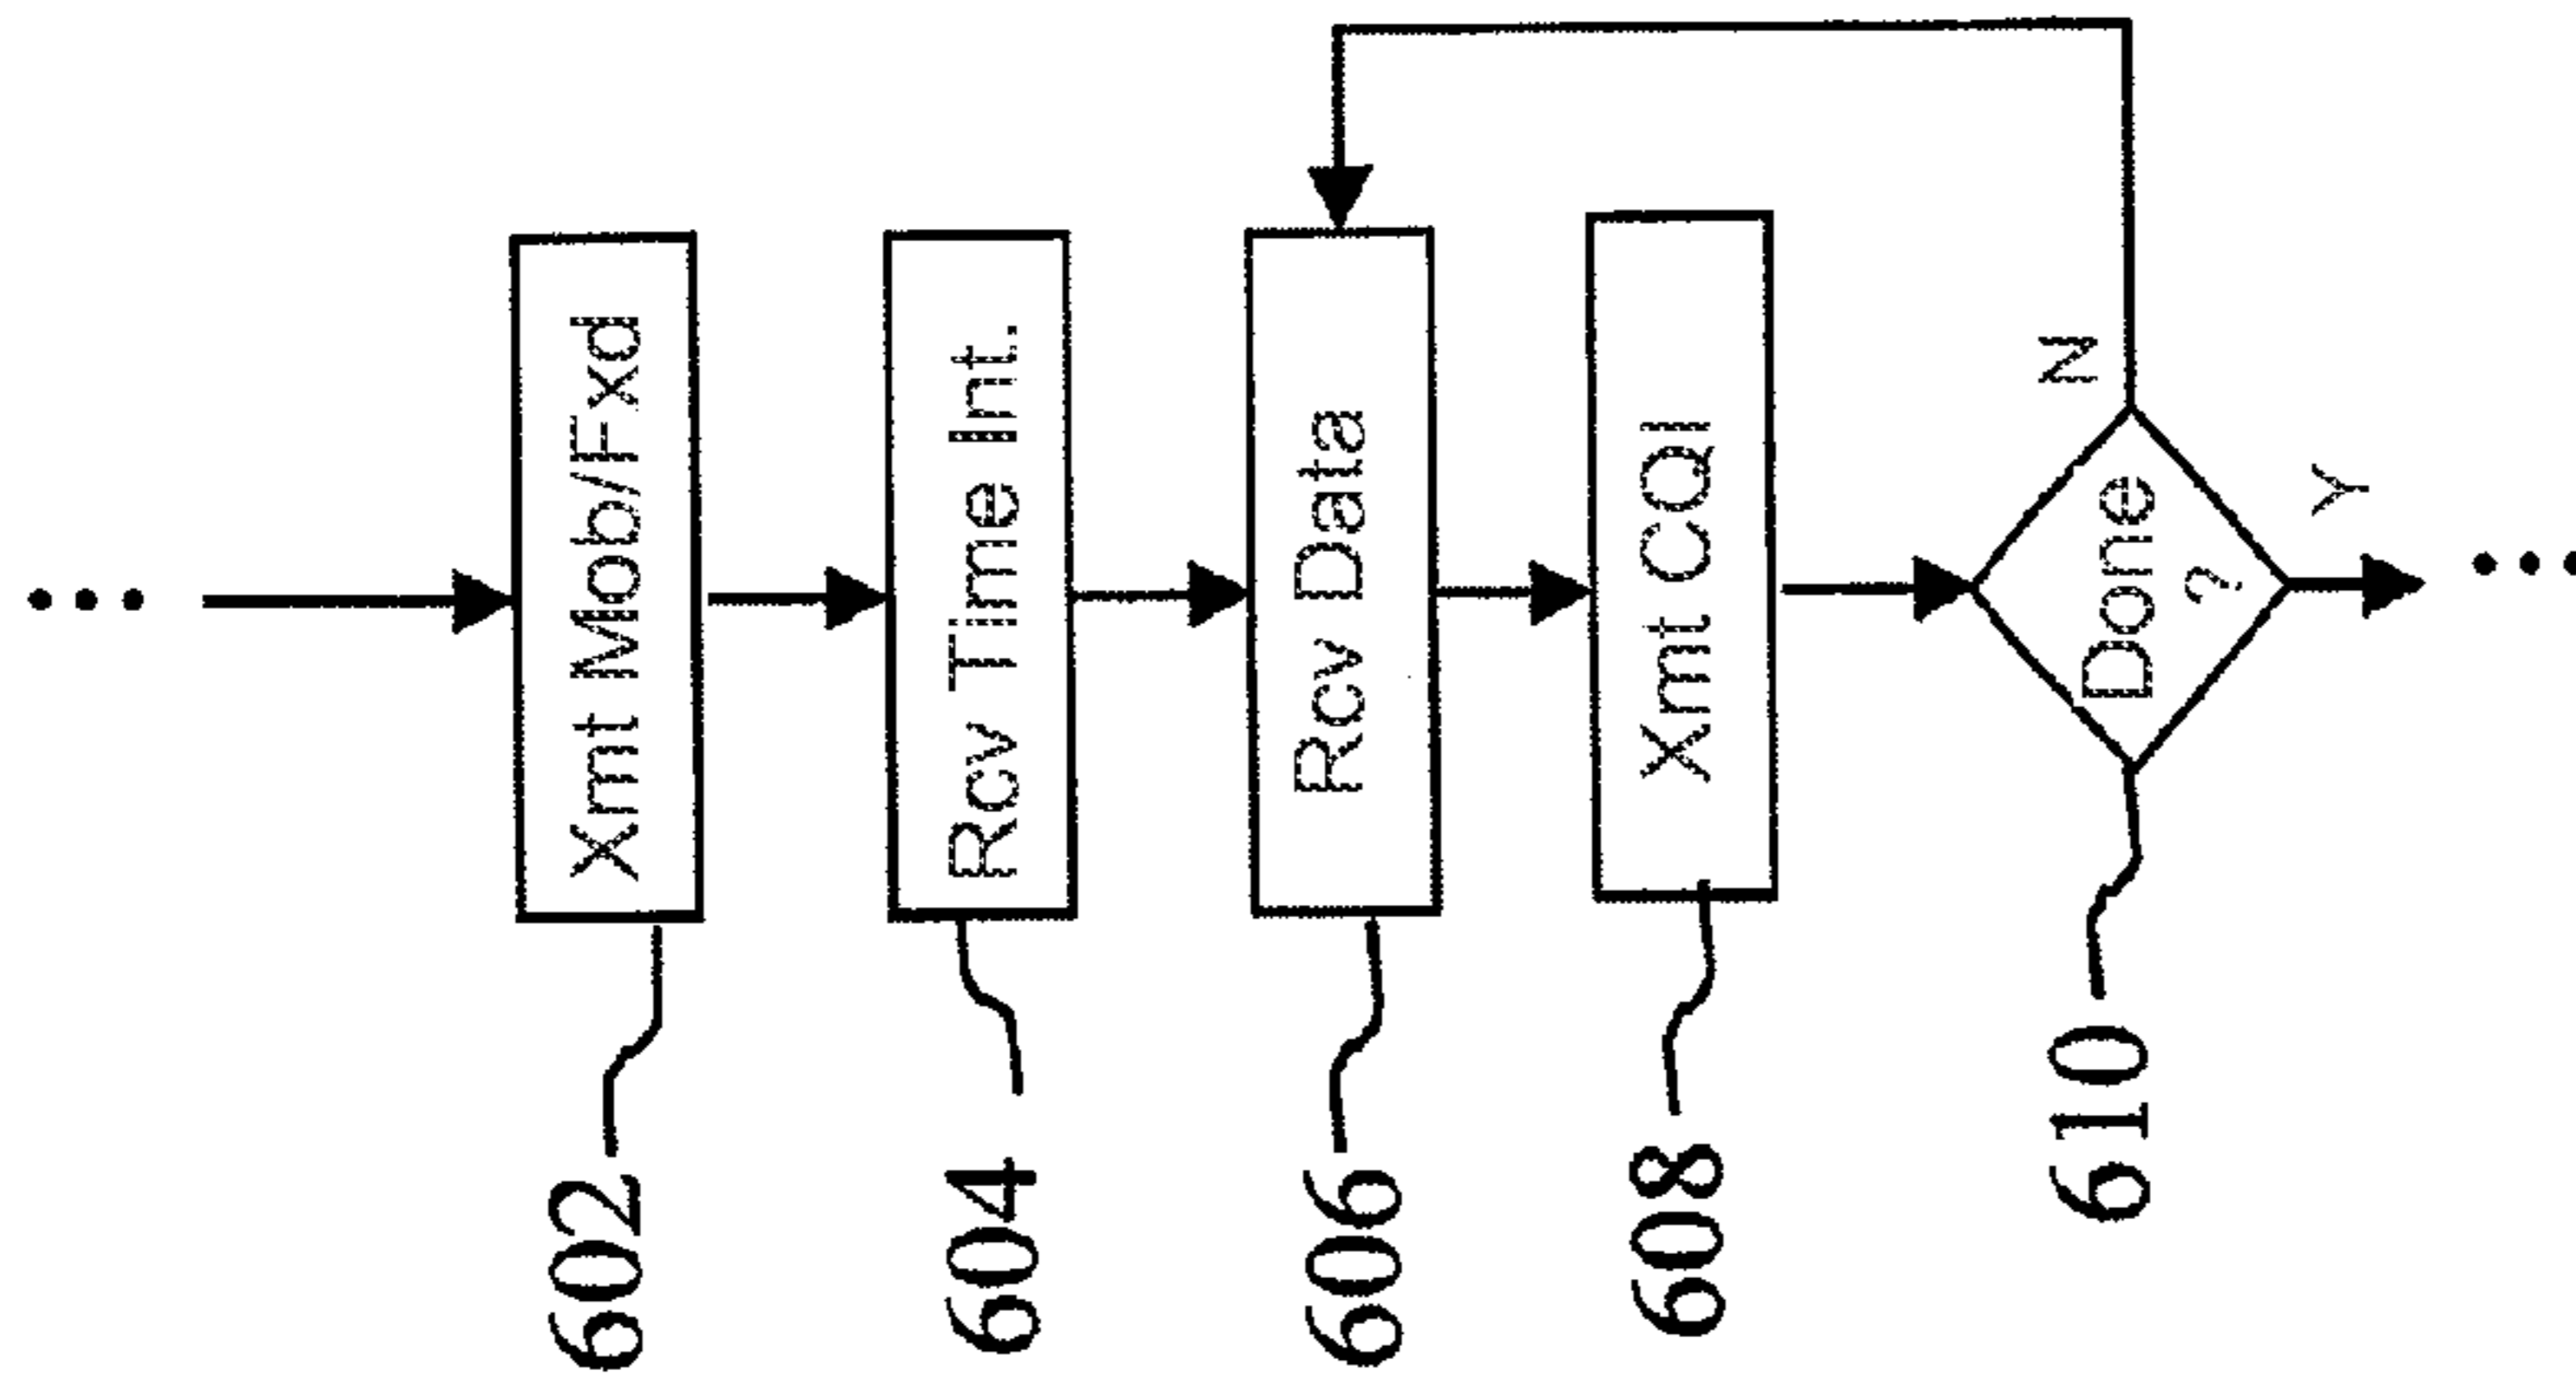 602
Xmt Mob/Fxd
604
Rcv Time Int.
606
Rcv Data
608
Xmt CQI
610
Done
?
N
Y